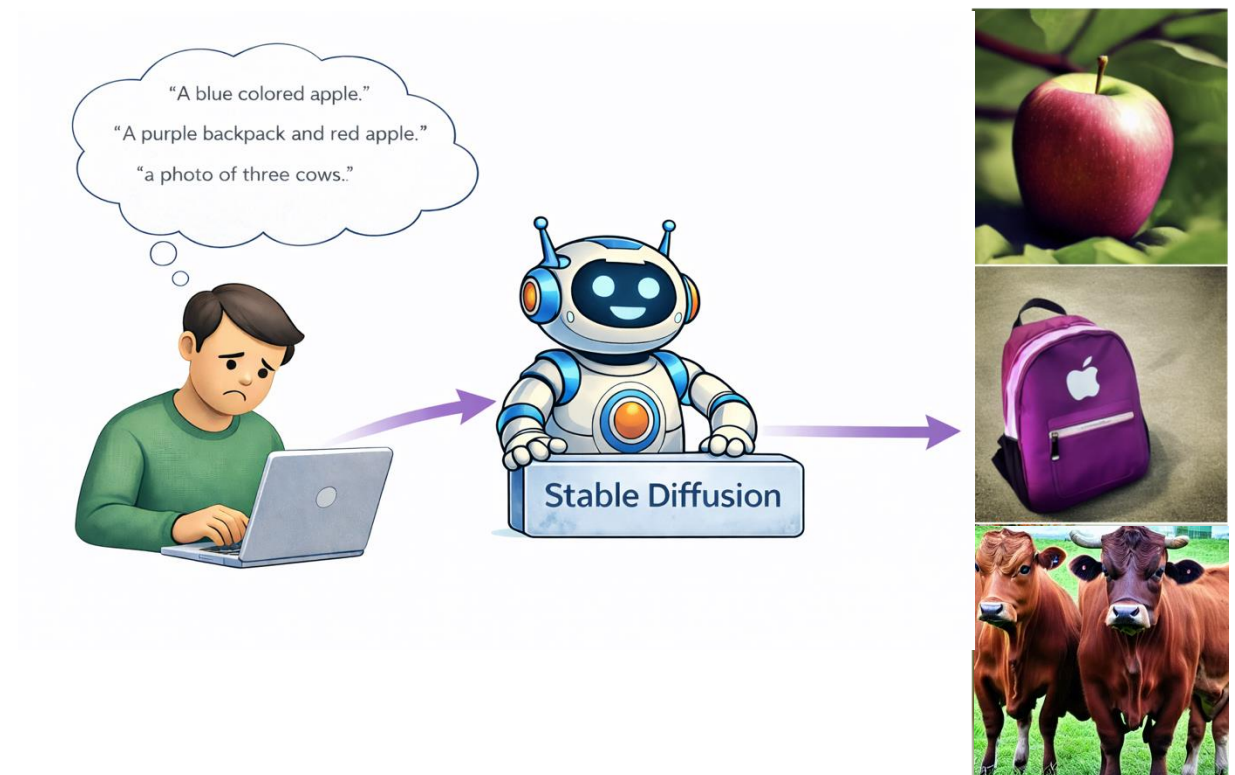 “A blue colored apple.”
“A purple backpack and red apple.”
“a photo of three cows.”
Stable Diffusion